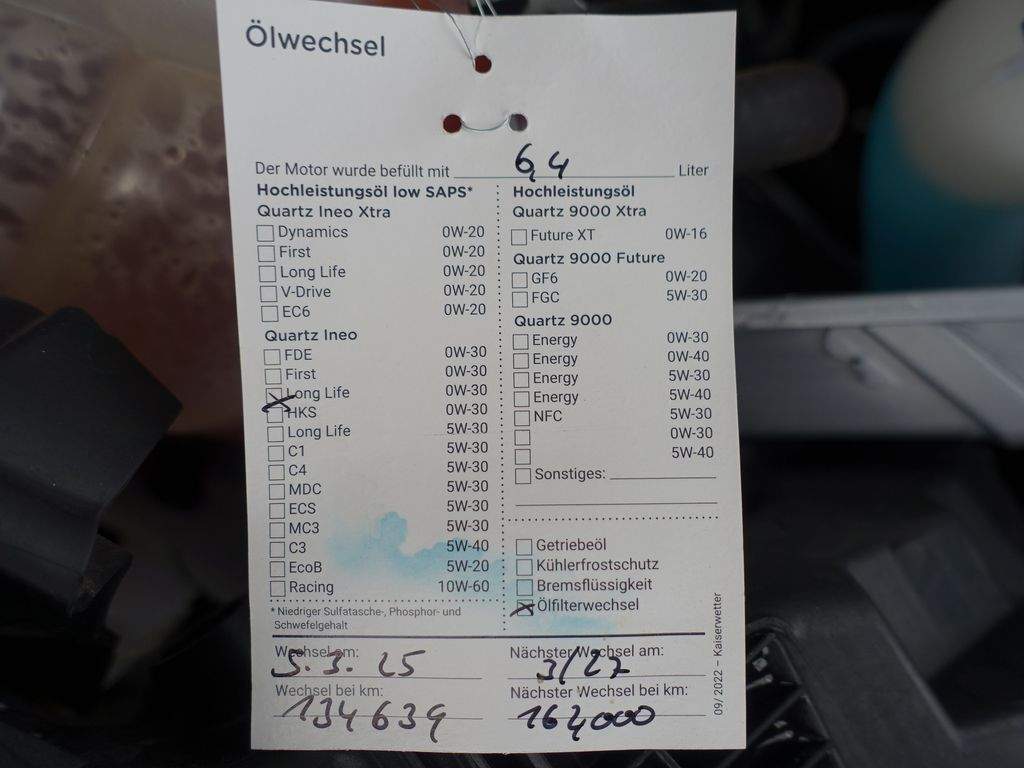 Ölwechsel
Der Motor wurde befüllt mit 6,4 Liter
Hochleistungsöl low SAPS*
Quartz Ineo Xtra
Dynamics 0W-20
First 0W-20
Long Life 0W-20
V-Drive 0W-20
EC6 0W-20
Quartz Ineo
FDE 0W-30
First 0W-30
Long Life 0W-30
HKS 0W-30
Long Life 5W-30
C1 5W-30
C4 5W-30
MDC 5W-30
ECS 5W-30
MC3 5W-30
C3 5W-40
EcoB 5W-20
Racing 10W-60
* Niedriger Sulfatasche-, Phosphor- und
Schwefelgehalt
Hochleistungsöl
Quartz 9000 Xtra
Future XT 0W-16
Quartz 9000 Future
GF6 0W-20
FGC 5W-30
Quartz 9000
Energy 0W-30
Energy 0W-40
Energy 5W-30
Energy 5W-40
NFC 5W-30
0W-30
5W-40
Sonstiges:
Getriebeöl
Kühlerfrostschutz
Bremsflüssigkeit
Ölfilterwechsel
Wechsel am:
5.3.25
Nächster Wechsel am:
3/27
Wechsel bei km:
134639
Nächster Wechsel bei km:
164000
09/2022 – Kaiserwetter